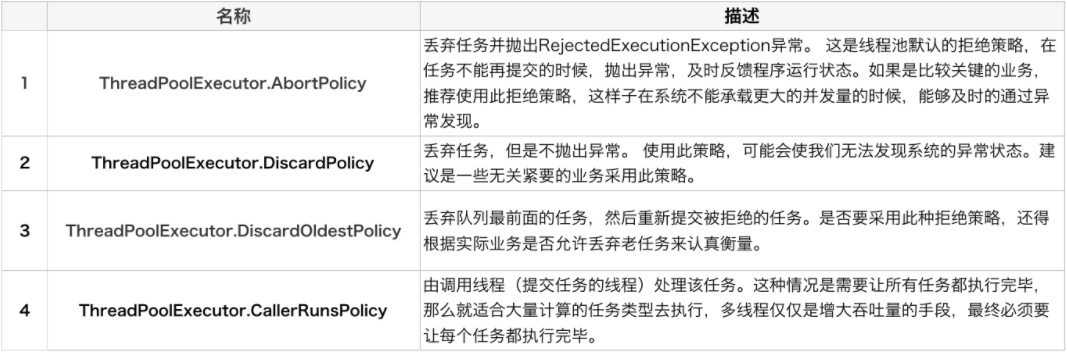 名称 描述
1 ThreadPoolExecutor.AbortPolicy
丢弃任务并抛出RejectedExecutionException异常。 这是线程池默认的拒绝策略，在
任务不能再提交的时候，抛出异常，及时反馈程序运行状态。如果是比较关键的业务，
推荐使用此拒绝策略，这样子在系统不能承载更大的并发量的时候，能够及时的通过异
常发现。
2 ThreadPoolExecutor.DiscardPolicy
丢弃任务，但是不抛出异常。 使用此策略，可能会使我们无法发现系统的异常状态。建
议是一些无关紧要的业务采用此策略。
3 ThreadPoolExecutor.DiscardOldestPolicy
丢弃队列最前面的任务，然后重新提交被拒绝的任务。是否要采用此种拒绝策略，还得
根据实际业务是否允许丢弃老任务来认真衡量。
4 ThreadPoolExecutor.CallerRunsPolicy
由调用线程（提交任务的线程）处理该任务。这种情况是需要让所有任务都执行完毕，
那么就适合大量计算的任务类型去执行，多线程仅仅是增大吞吐量的手段，最终必须要
让每个任务都执行完毕。